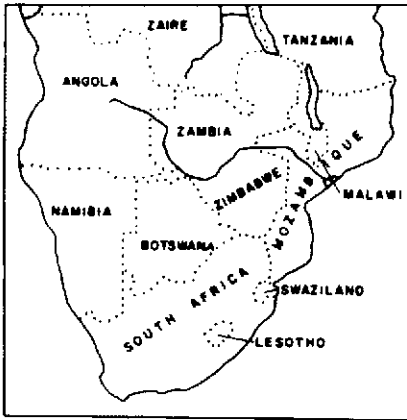 ZAIRE
TANZANIA
ANGOLA
ZAMBIA
ZIMBABWE
MOZAMBIQUE
MALAWI
NAMIBIA
BOTSWANA
SWAZILAND
SOUTH AFRICA
LESOTHO